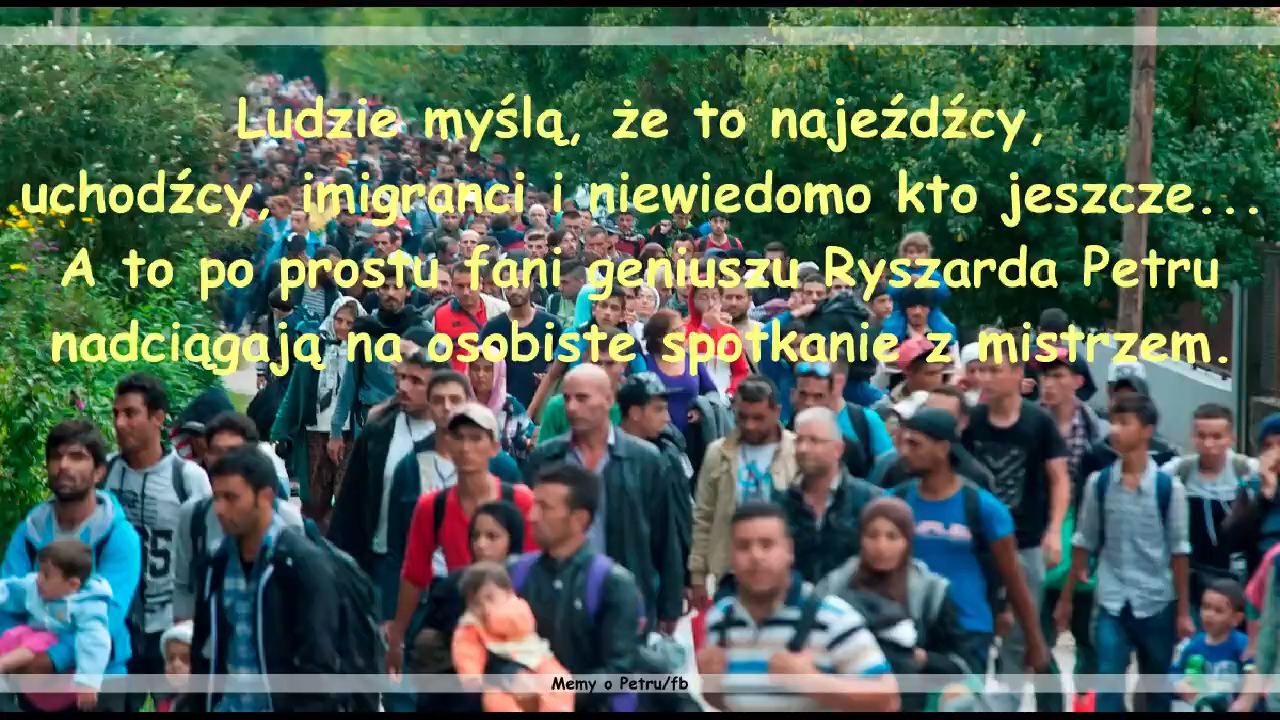 Ludzie myślą, że to najeźdźcy,
uchodźcy, imigranci i niewiedomo kto jeszcze...
A to po prostu fani geniuszu Ryszarda Petru
nadciągają na osobiste spotkanie z mistrzem.
Memy o Petru/fb